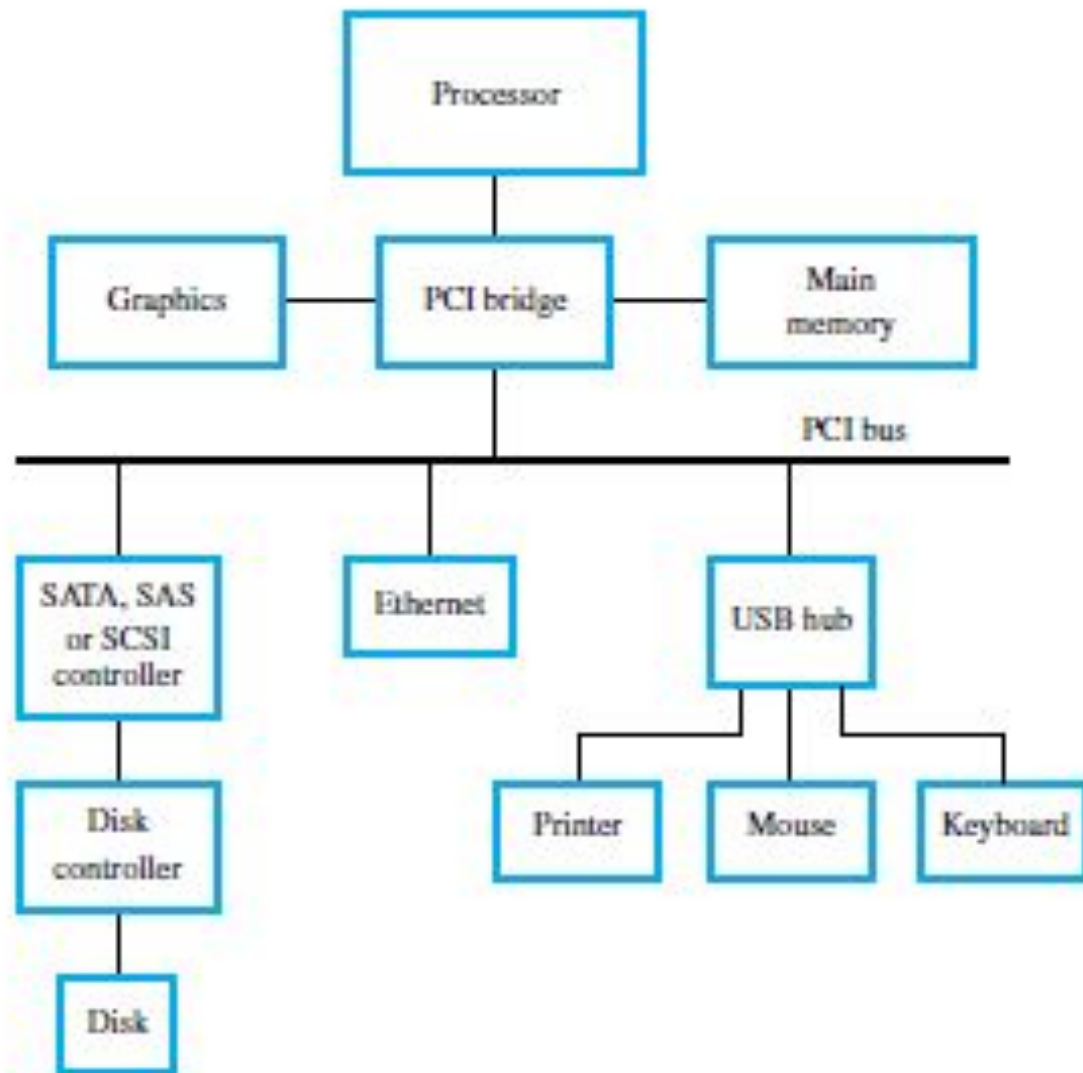 Processor
Graphics
PCI bridge
Main
memory
PCI bus
SATA, SAS
or SCSI
controller
Ethernet
USB hub
Disk
controller
Printer
Mouse
Keyboard
Disk